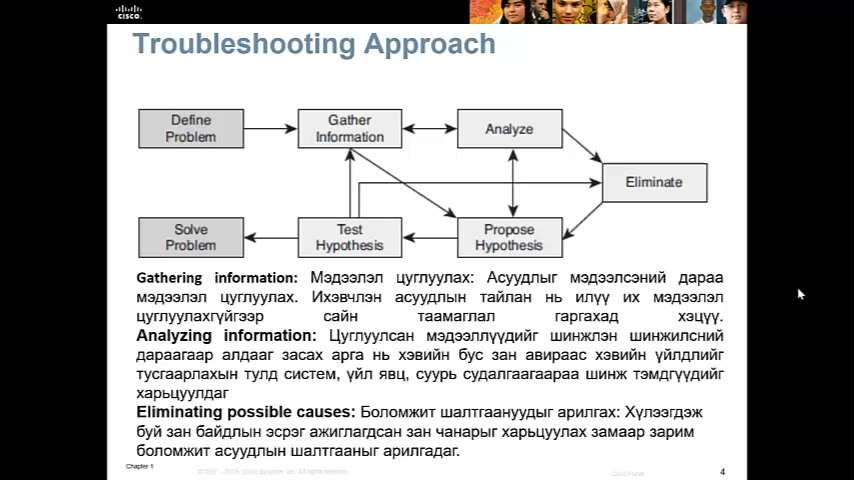 CISCO.
Troubleshooting Approach
Define
Problem
Gather
Information
Analyze
Eliminate
Solve
Problem
Test
Hypothesis
Propose
Hypothesis
Gathering information: Мэдээлэл цуглуулах: Асуудлыг мэдээлсэний дараа
мэдээлэл цуглуулах. Ихэвчлэн асуудлын тайлан нь илүү их мэдээлэл
цуглуулахгүйгээр сайн таамаглал гаргахад хэцүү.
Analyzing information: Цуглуулсан мэдээллүүдийг шинжлэн шинжилсний
дараагаар алдааг засах арга нь хэвийн бус зан авираас хэвийн үйлдлийг
тусгаарлахын тулд систем, үйл явц, суурь судалгаагаараа шинж тэмдгүүдийг
харьцуулдаг
Eliminating possible causes: Боломжит шалтгаануудыг арилгах: Хүлээгдэж
буй зан байдлын эсрэг ажиглагдсан зан чанарыг харьцуулах замаар зарим
боломжит асуудлын шалтгааныг арилгадаг.
Chapter 1
4